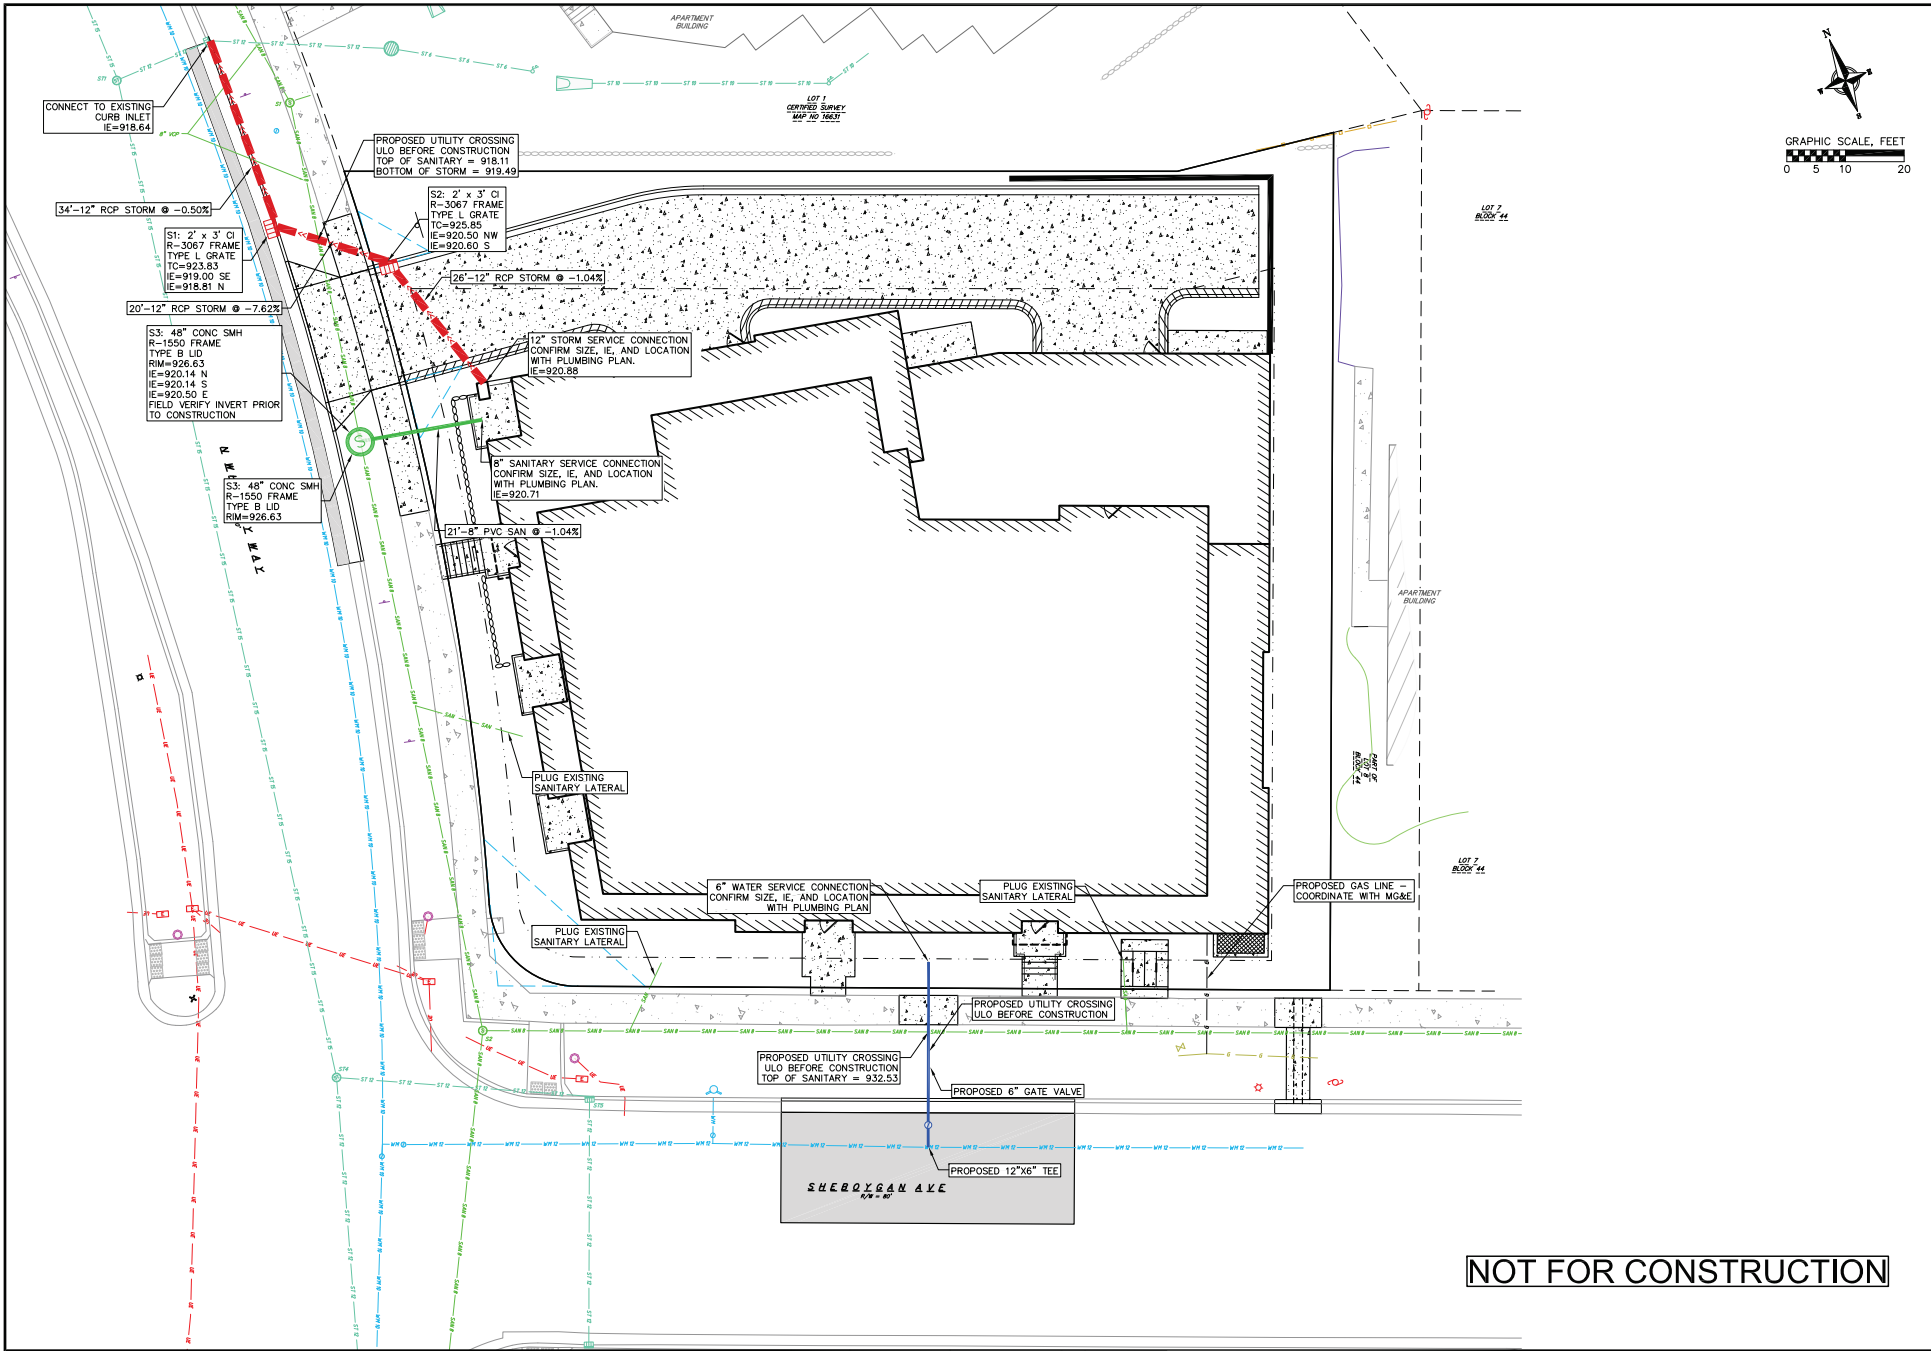 APARTMENT
BUILDING
N
GRAPHIC SCALE, FEET
0 5 10 20
LOT 1
CERTIFIED SURVEY
MAP NO 16631
CONNECT TO EXISTING
CURB INLET
IE=918.64
8" VCP
PROPOSED UTILITY CROSSING
ULO BEFORE CONSTRUCTION
TOP OF SANITARY = 918.11
BOTTOM OF STORM = 919.49
34'-12" RCP STORM @ -0.50%
S2: 2' x 3' CI
R-3067 FRAME
TYPE L GRATE
TC=925.85
IE=920.50 NW
IE=920.60 S
LOT 7
BLOCK 44
S1: 2' x 3' CI
R-3067 FRAME
TYPE L GRATE
TC=923.83
IE=919.00 SE
IE=918.81 N
26'-12" RCP STORM @ -1.04%
20'-12" RCP STORM @ -7.62%
S3: 48" CONC SMH
R-1550 FRAME
TYPE B LID
RIM=926.63
IE=920.14 N
IE=920.14 S
IE=920.50 E
FIELD VERIFY INVERT PRIOR
TO CONSTRUCTION
12" STORM SERVICE CONNECTION
CONFIRM SIZE, IE, AND LOCATION
WITH PLUMBING PLAN.
IE=920.88
S
8" SANITARY SERVICE CONNECTION
CONFIRM SIZE, IE, AND LOCATION
WITH PLUMBING PLAN.
IE=920.71
S3: 48" CONC SMH
R-1550 FRAME
TYPE B LID
RIM=926.63
21'-8" PVC SAN @ -1.04%
WAY
APARTMENT
BUILDING
PLUG EXISTING
SANITARY LATERAL
PART OF
LOT 8
BLOCK 44
LOT 7
BLOCK 44
6" WATER SERVICE CONNECTION
CONFIRM SIZE, IE, AND LOCATION
WITH PLUMBING PLAN
PLUG EXISTING
SANITARY LATERAL
PROPOSED GAS LINE -
COORDINATE WITH MG&E
PLUG EXISTING
SANITARY LATERAL
PROPOSED UTILITY CROSSING
ULO BEFORE CONSTRUCTION
PROPOSED UTILITY CROSSING
ULO BEFORE CONSTRUCTION
TOP OF SANITARY = 932.53
PROPOSED 6" GATE VALVE
PROPOSED 12"X6" TEE
SHEBOYGAN AVE
R/W = 80'
NOT FOR CONSTRUCTION